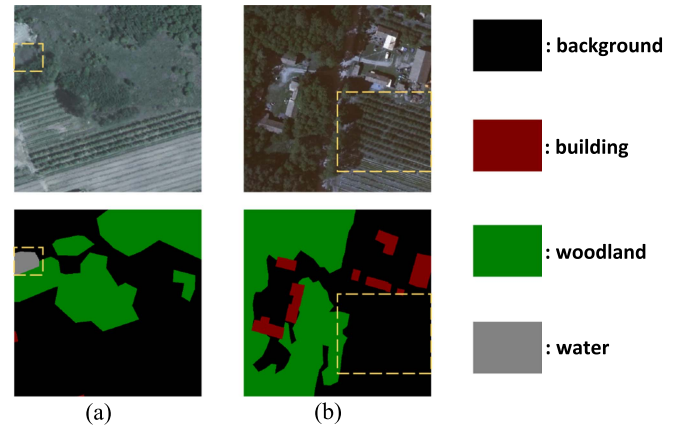 : background
: building
: woodland
: water
(a)
(b)